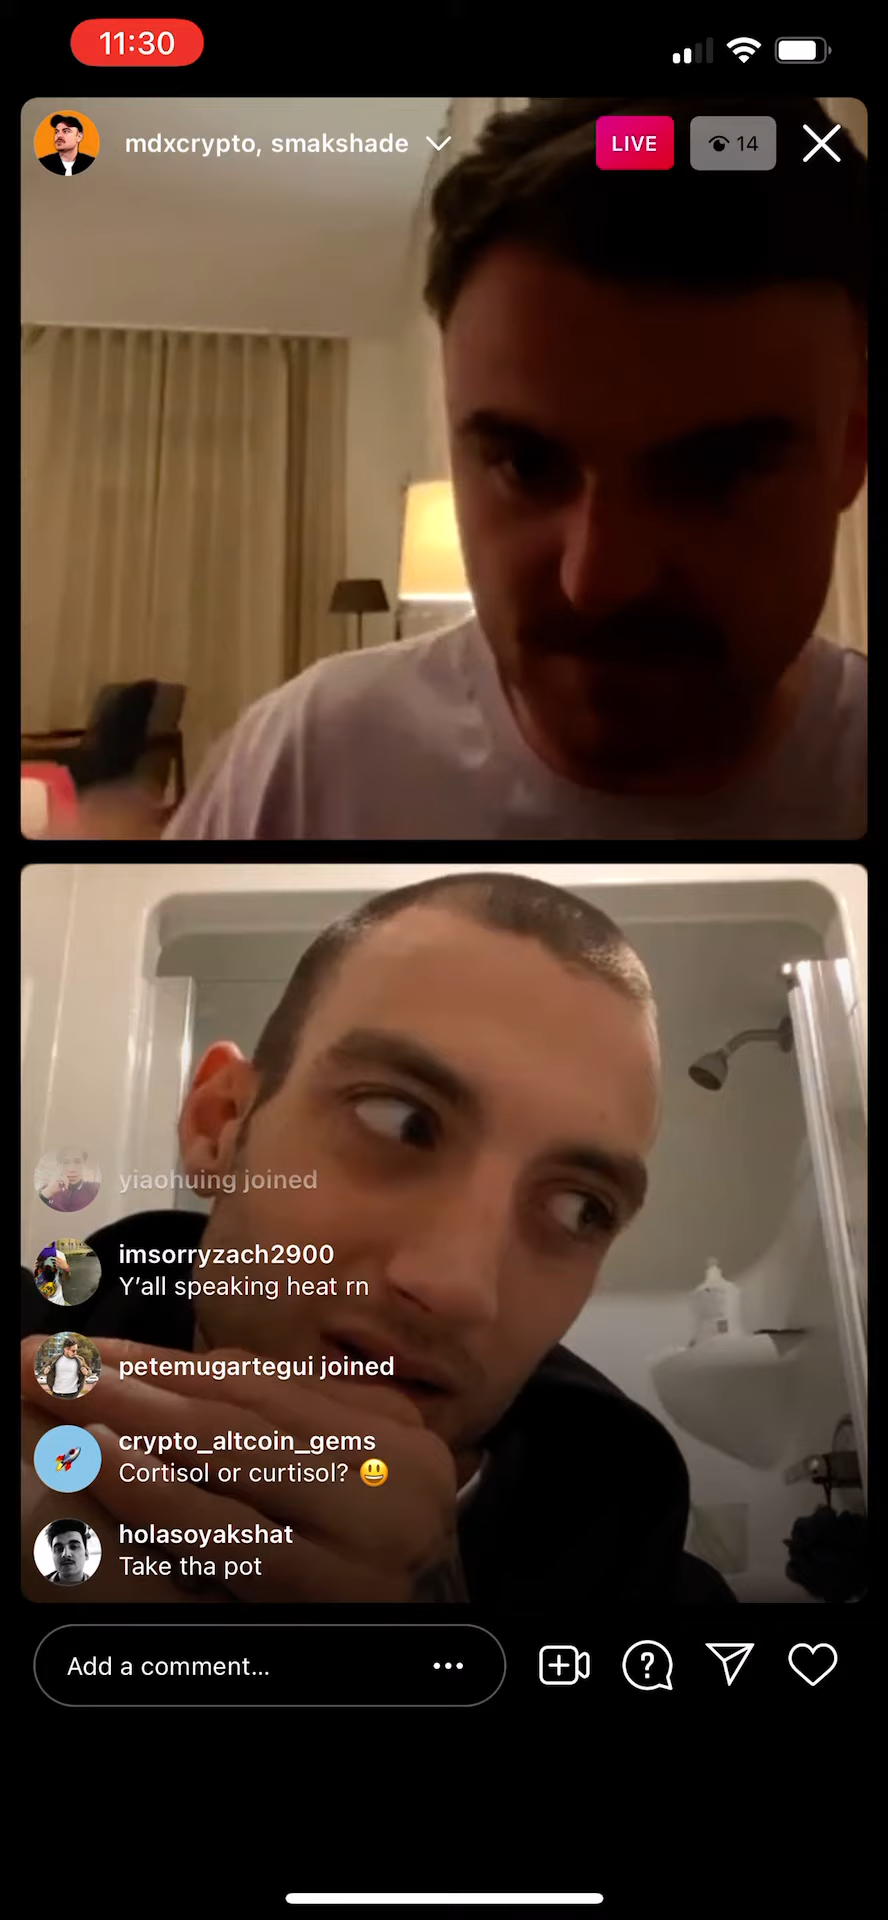 11:30
mdxcrypto, smakshade
LIVE
14
yiaohuing joined
imsorryzach2900
Y’all speaking heat rn
petemugartegui joined
crypto_altcoin_gems
Cortisol or curtisol? 😃
holasoyakshat
Take tha pot
Add a comment...